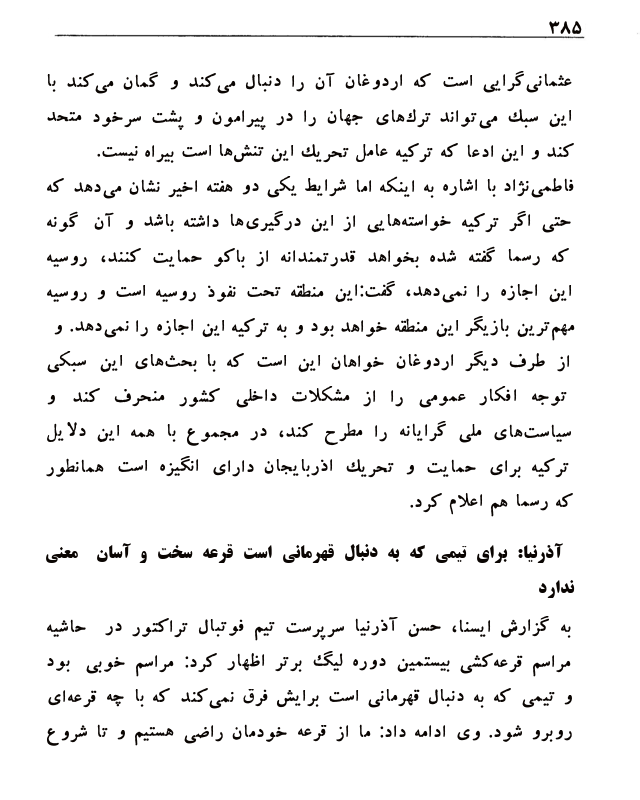 ۳۸۵
عثمانی‌گرایی است که اردوغان آن را دنبال می‌کند و گمان می‌کند با
این سبک می‌تواند ترک‌های جهان را در پیرامون و پشت سرخود متحد
کند و این ادعا که ترکیه عامل تحریک این تنش‌ها است بیراه نیست.
فاطمی‌نژاد با اشاره به اینکه اما شرایط یکی دو هفته اخیر نشان می‌دهد که
حتی اگر ترکیه خواسته‌هایی از این درگیری‌ها داشته باشد و آن گونه
که رسما گفته شده بخواهد قدرتمندانه از باکو حمایت کنند، روسیه
این اجازه را نمی‌دهد، گفت:این منطقه تحت نفوذ روسیه است و روسیه
مهم‌ترین بازیگر این منطقه خواهد بود و به ترکیه این اجازه را نمی‌دهد. و
از طرف دیگر اردوغان خواهان این است که با بحث‌های این سبکی
توجه افکار عمومی را از مشکلات داخلی کشور منحرف کند و
سیاست‌های ملی گرایانه را مطرح کند، در مجموع با همه این دلایل
ترکیه برای حمایت و تحریک اذربایجان دارای انگیزه است همانطور
که رسما هم اعلام کرد.
آذرنیا: برای تیمی که به دنبال قهرمانی است قرعه سخت و آسان معنی
ندارد
به گزارش ایسنا، حسن آذرنیا سرپرست تیم فوتبال تراکتور در حاشیه
مراسم قرعه‌کشی بیستمین دوره لیگ برتر اظهار کرد: مراسم خوبی بود
و تیمی که به دنبال قهرمانی است برایش فرق نمی‌کند که با چه قرعه‌ای
روبرو شود. وی ادامه داد: ما از قرعه خودمان راضی هستیم و تا شروع